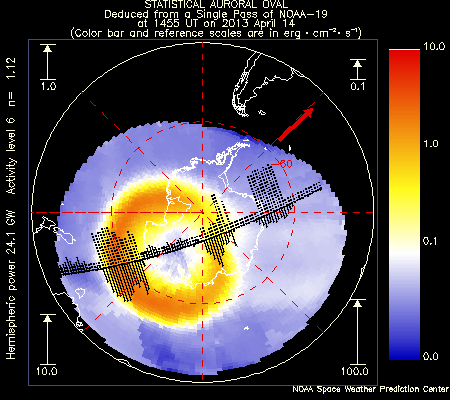 STATISTICAL AURORAL OVAL
Deduced from a Single Pass of NOAA-19
at 1455 UT on 2013 April 14
(Color bar and reference scales are in erg·cm⁻²·s⁻¹)
Hemispheric power 24.1 GW Activity level 6 n= 1.12
1.0
0.1
10.0
1.0
0.1
0.0
-60
10.0
100.0
NOAA Space Weather Prediction Center